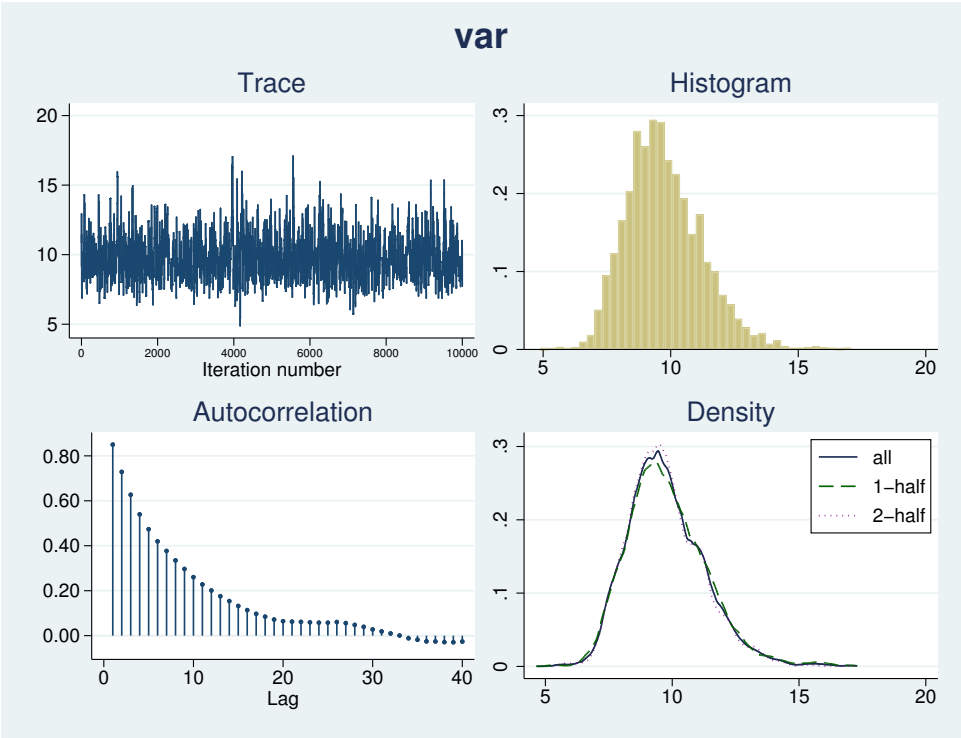 var
Trace
20
15
10
5
0 2000 4000 6000 8000 10000
Iteration number
Histogram
.3
.2
.1
0
5 10 15 20
Autocorrelation
0.80
0.60
0.40
0.20
0.00
0 10 20 30 40
Lag
Density
.3
.2
.1
0
5 10 15 20
all
1−half
2−half